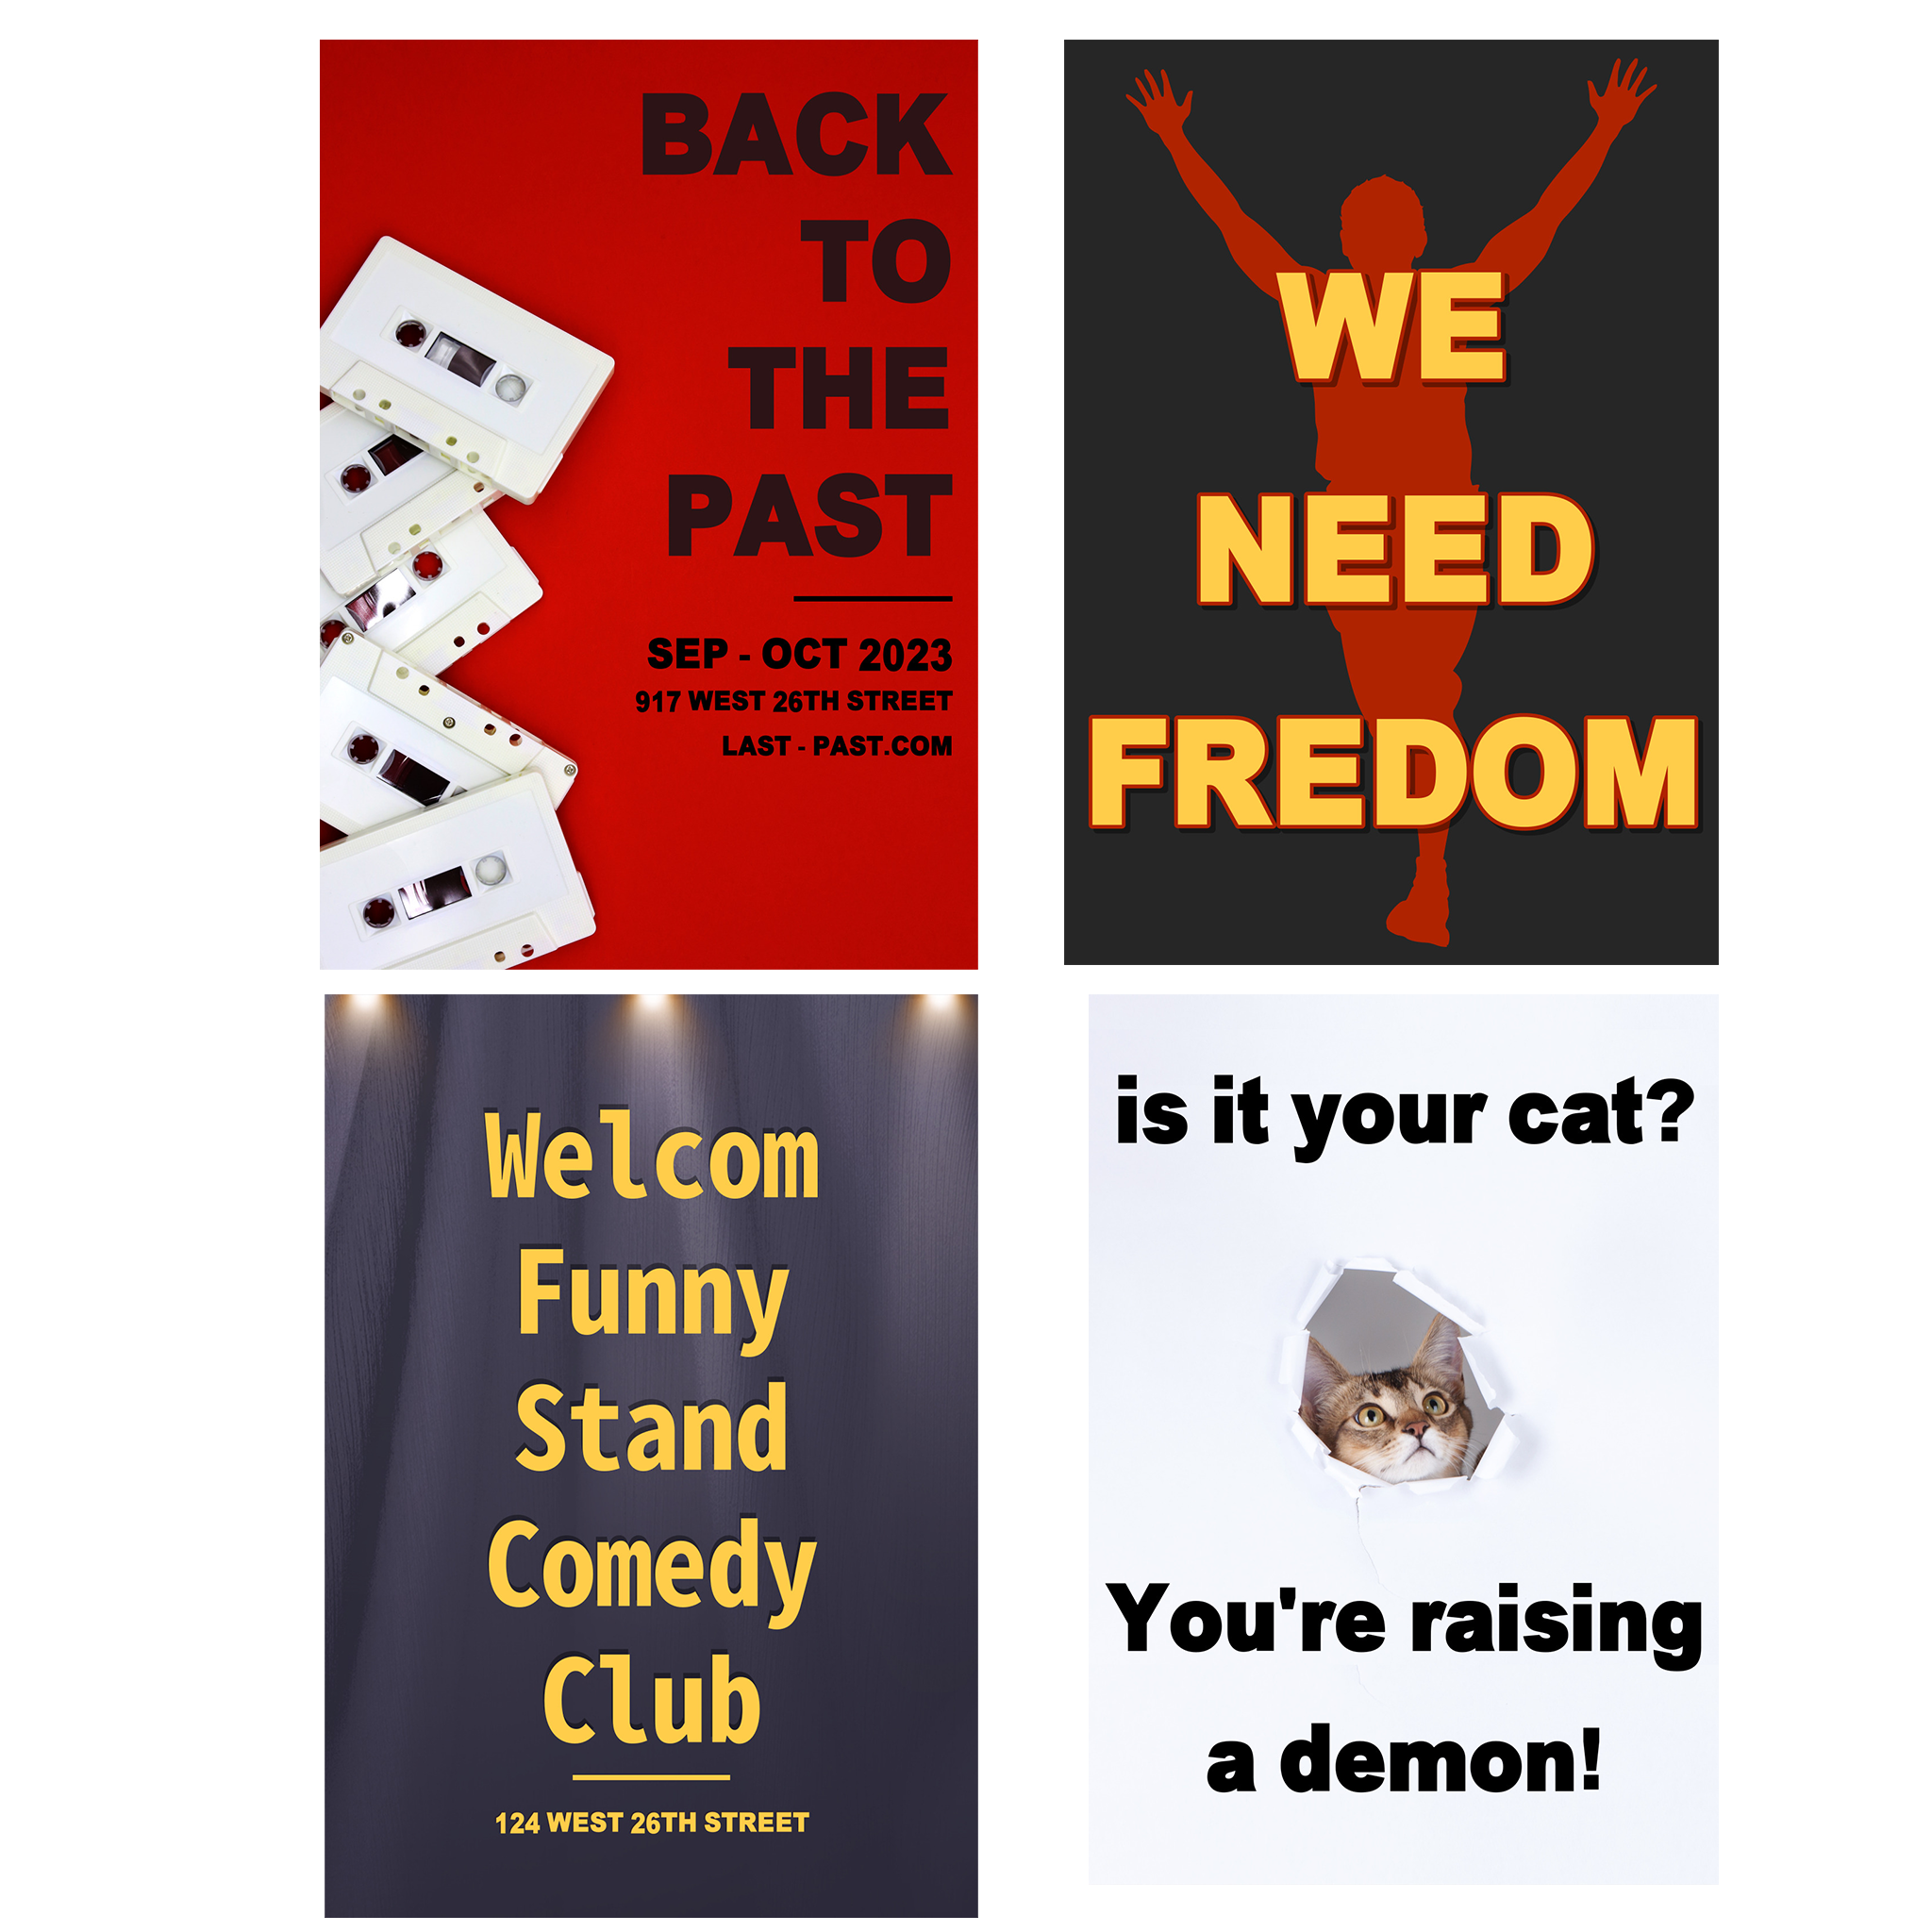 BACK
TO
THE
PAST
SEP - OCT 2023
917 WEST 26TH STREET
LAST - PAST.COM
WE
NEED
FREDOM
Welcom
Funny
Stand
Comedy
Club
124 WEST 26TH STREET
is it your cat?
You're raising
a demon!